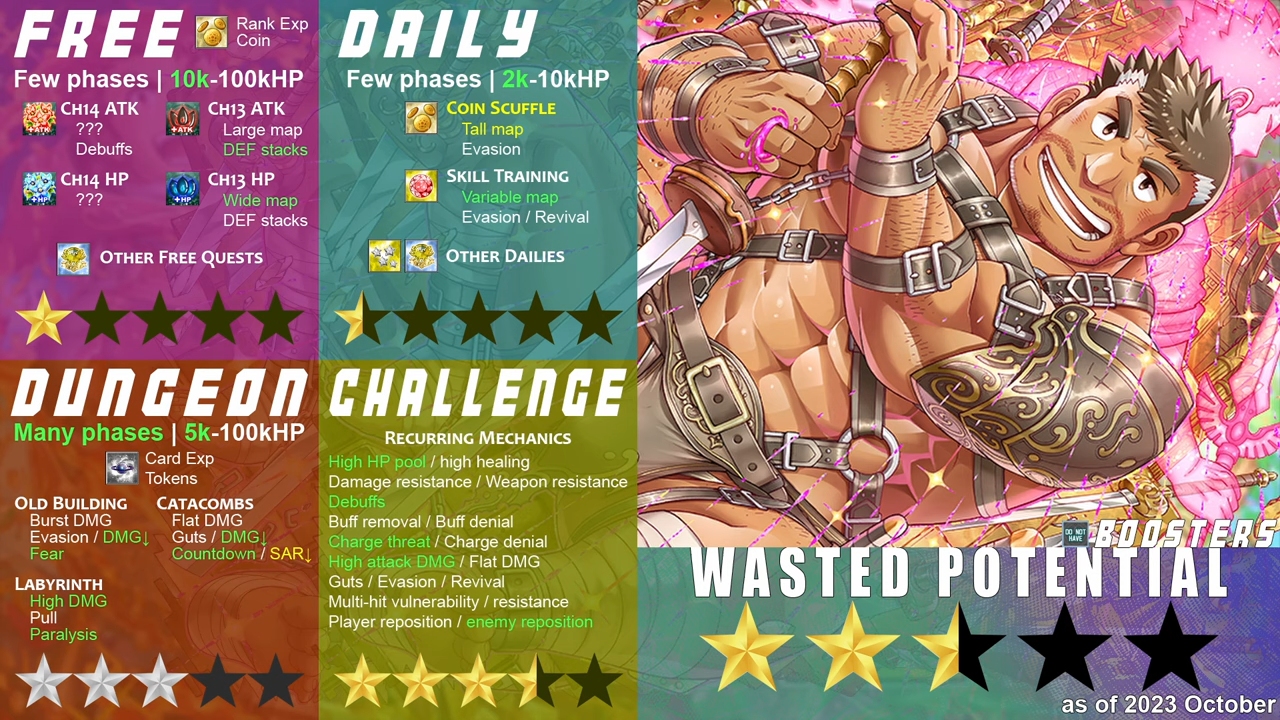 FREE
Rank Exp
Coin
Few phases | 10k-100kHP
+ATK
CH14 ATK
???
Debuffs
+ATK
CH13 ATK
Large map
DEF stacks
+HP
CH14 HP
???
+HP
CH13 HP
Wide map
DEF stacks
OTHER FREE QUESTS
DAILY
Few phases | 2k-10kHP
COIN SCUFFLE
Tall map
Evasion
SKILL TRAINING
Variable map
Evasion / Revival
OTHER DAILIES
DUNGEON
Many phases | 5k-100kHP
Card Exp
Tokens
OLD BUILDING
Burst DMG
Evasion / DMG↓
Fear
CATACOMBS
Flat DMG
Guts / DMG↓
Countdown / SAR↓
LABYRINTH
High DMG
Pull
Paralysis
CHALLENGE
RECURRING MECHANICS
High HP pool / high healing
Damage resistance / Weapon resistance
Debuffs
Buff removal / Buff denial
Charge threat / Charge denial
High attack DMG / Flat DMG
Guts / Evasion / Revival
Multi-hit vulnerability / resistance
Player reposition / enemy reposition
DO NOT
HAVE
BOOSTERS
WASTED POTENTIAL
as of 2023 October